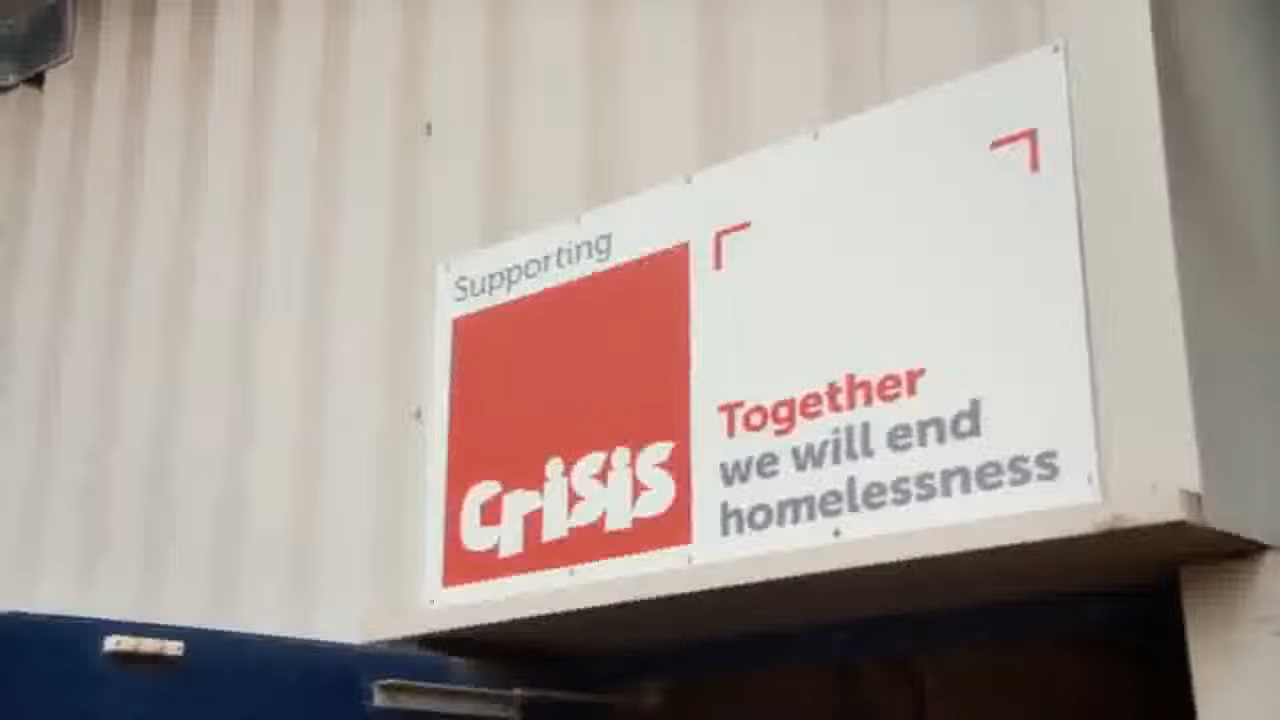 Supporting
Crisis
Together
we will end
homelessness